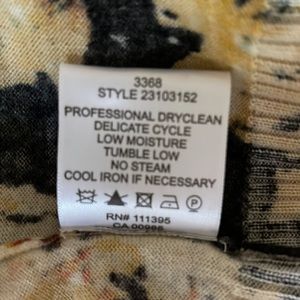 3368
STYLE 23103152
PROFESSIONAL DRYCLEAN
DELICATE CYCLE
LOW MOISTURE
TUMBLE LOW
NO STEAM
COOL IRON IF NECESSARY
P
RN# 111395
CA